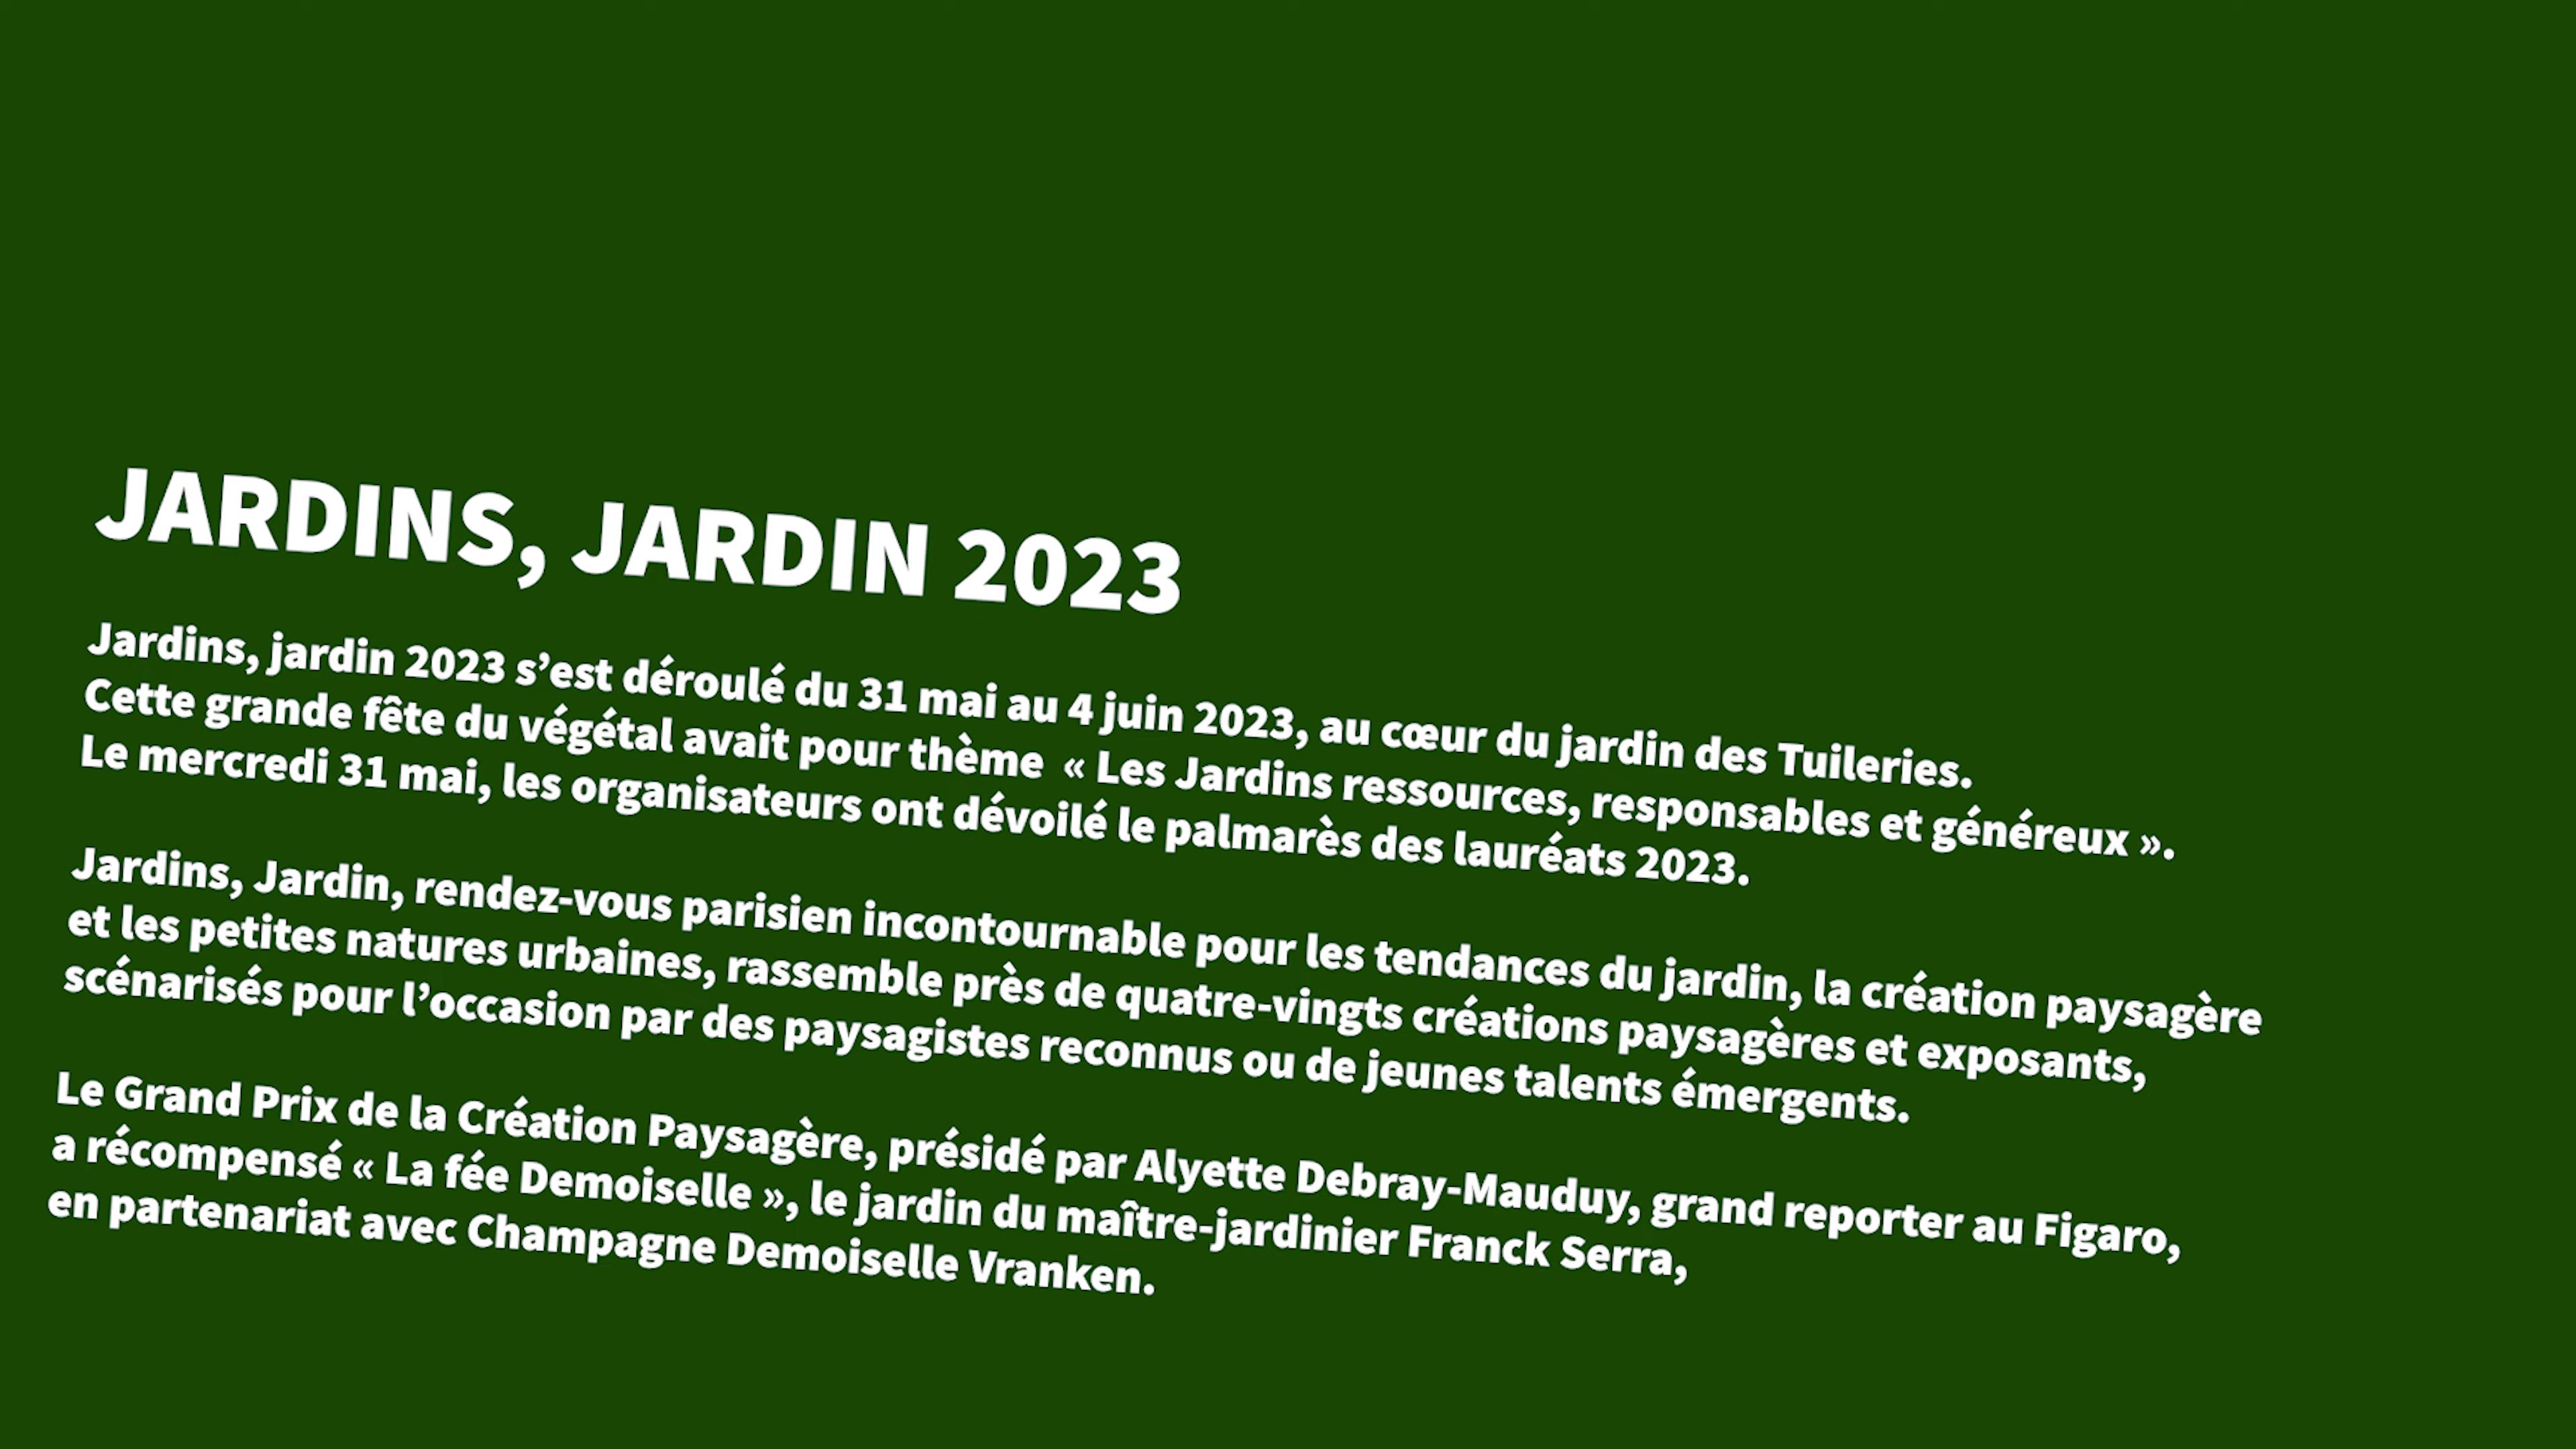 JARDINS, JARDIN 2023
Jardins, jardin 2023 s’est déroulé du 31 mai au 4 juin 2023, au cœur du jardin des Tuileries.
Cette grande fête du végétal avait pour thème « Les Jardins ressources, responsables et généreux ».
Le mercredi 31 mai, les organisateurs ont dévoilé le palmarès des lauréats 2023.
Jardins, Jardin, rendez-vous parisien incontournable pour les tendances du jardin, la création paysagère
et les petites natures urbaines, rassemble près de quatre-vingts créations paysagères et exposants,
scénarisés pour l’occasion par des paysagistes reconnus ou de jeunes talents émergents.
Le Grand Prix de la Création Paysagère, présidé par Alyette Debray-Mauduy, grand reporter au Figaro,
a récompensé « La fée Demoiselle », le jardin du maître-jardinier Franck Serra,
en partenariat avec Champagne Demoiselle Vranken.